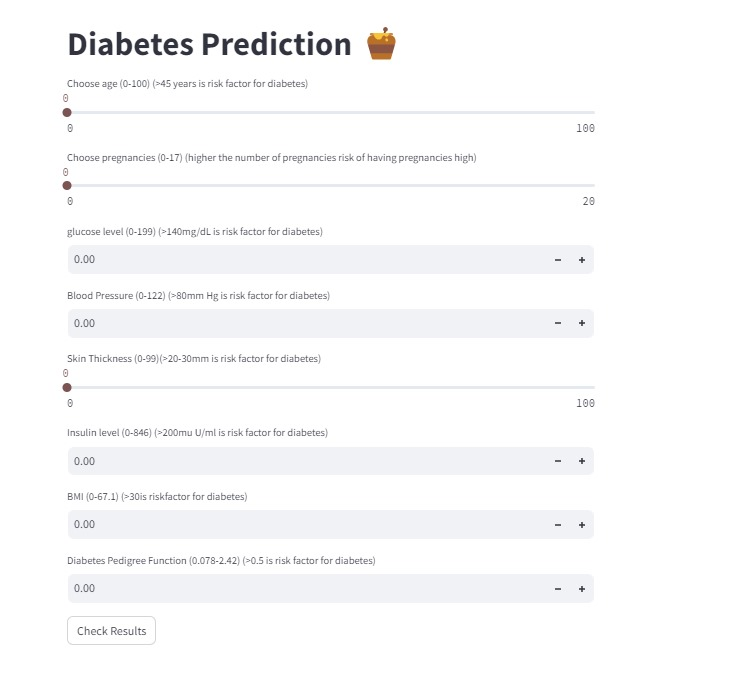 Diabetes Prediction
Choose age (0-100) (>45 years is risk factor for diabetes)
0
0 100
Choose pregnancies (0-17) (higher the number of pregnancies risk of having pregnancies high)
0
0 20
glucose level (0-199) (>140mg/dL is risk factor for diabetes)
0.00
Blood Pressure (0-122) (>80mm Hg is risk factor for diabetes)
0.00
Skin Thickness (0-99)(>20-30mm is risk factor for diabetes)
0
0 100
Insulin level (0-846) (>200mu U/ml is risk factor for diabetes)
0.00
BMI (0-67.1) (>30is riskfactor for diabetes)
0.00
Diabetes Pedigree Function (0.078-2.42) (>0.5 is risk factor for diabetes)
0.00
Check Results